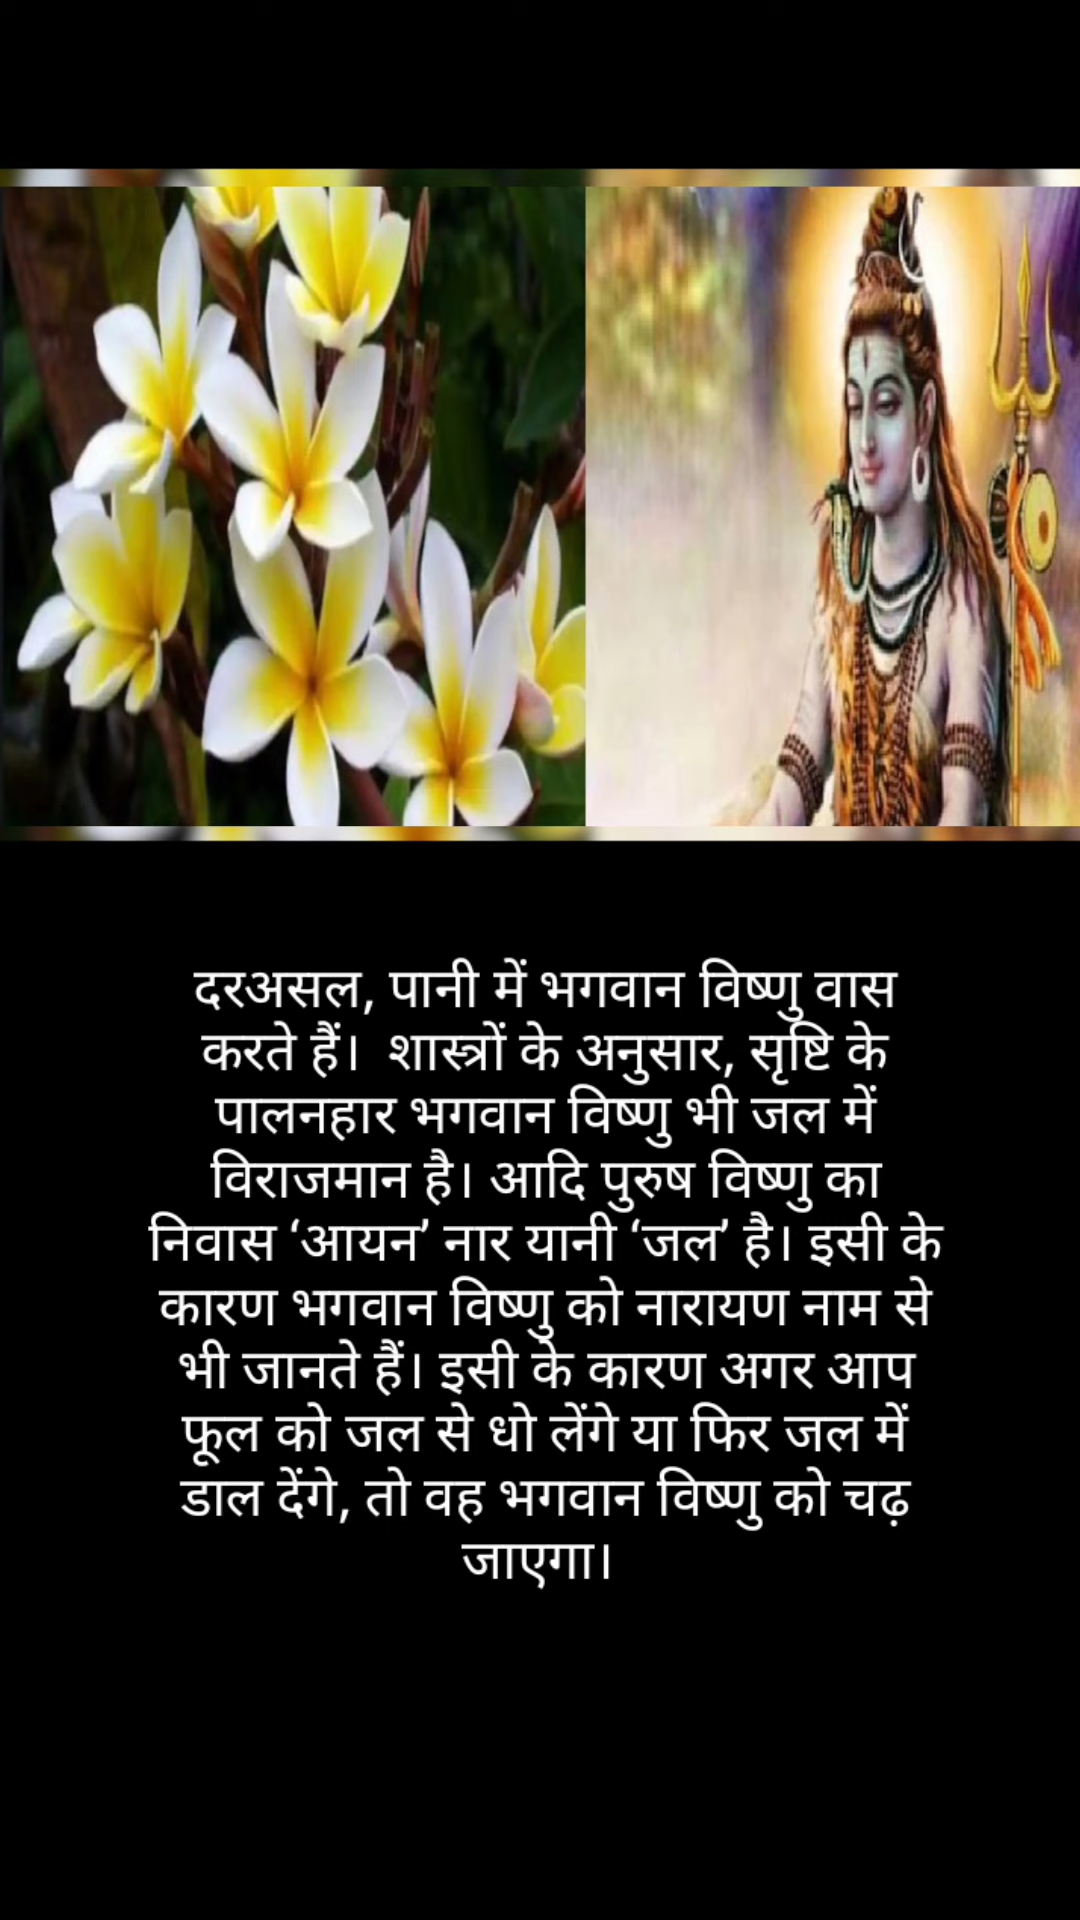 दरअसल, पानी में भगवान विष्णु वास
करते हैं।  शास्त्रों के अनुसार, सृष्टि के
पालनहार भगवान विष्णु भी जल में
विराजमान है। आदि पुरुष विष्णु का
निवास ‘आयन’ नार यानी ‘जल’ है। इसी के
कारण भगवान विष्णु को नारायण नाम से
भी जानते हैं। इसी के कारण अगर आप
फूल को जल से धो लेंगे या फिर जल में
डाल देंगे, तो वह भगवान विष्णु को चढ़
जाएगा।